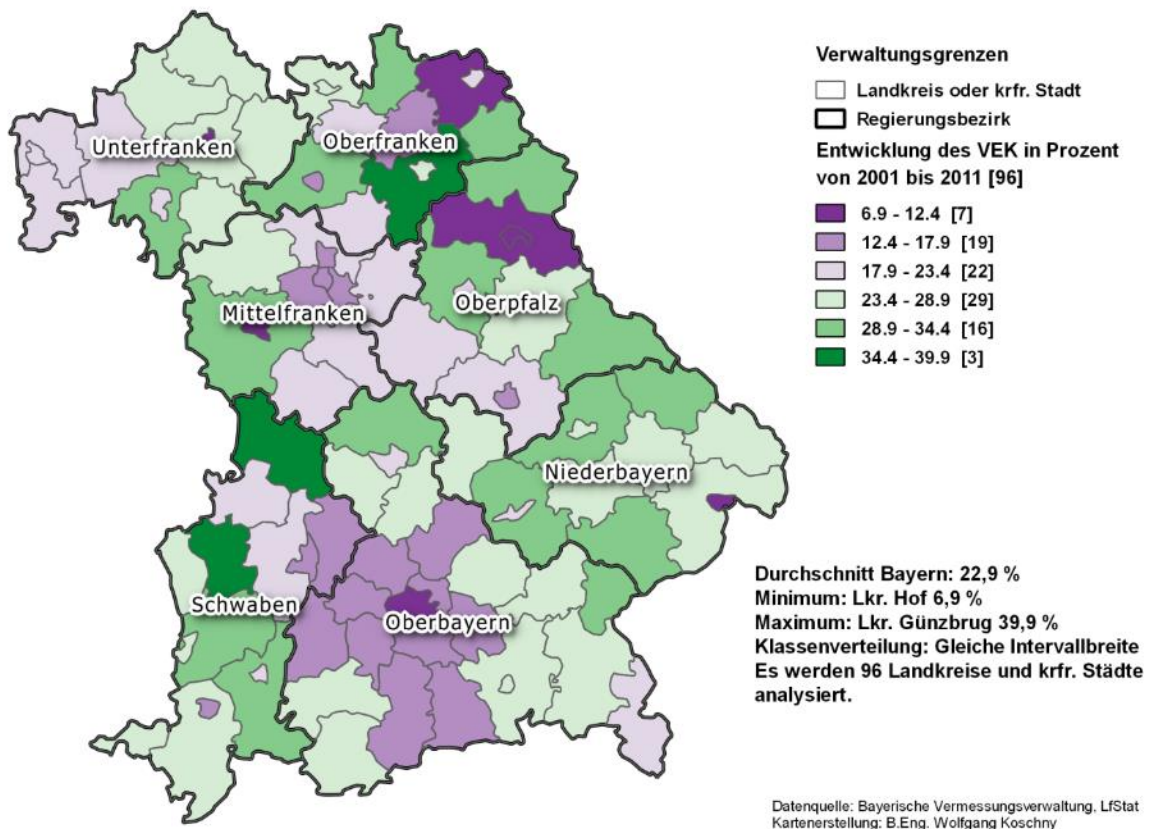 Verwaltungsgrenzen
Landkreis oder krfr. Stadt
Regierungsbezirk
Entwicklung des VEK in Prozent
von 2001 bis 2011 [96]
6.9 - 12.4 [7]
12.4 - 17.9 [19]
17.9 - 23.4 [22]
23.4 - 28.9 [29]
28.9 - 34.4 [16]
34.4 - 39.9 [3]
Unterfranken
Oberfranken
Mittelfranken
Oberpfalz
Niederbayern
Schwaben
Oberbayern
Durchschnitt Bayern: 22,9 %
Minimum: Lkr. Hof 6,9 %
Maximum: Lkr. Günzbrug 39,9 %
Klassenverteilung: Gleiche Intervallbreite
Es werden 96 Landkreise und krfr. Städte
analysiert.
Datenquelle: Bayerische Vermessungsverwaltung, LfStat
Kartenerstellung: B.Eng. Wolfgang Koschny